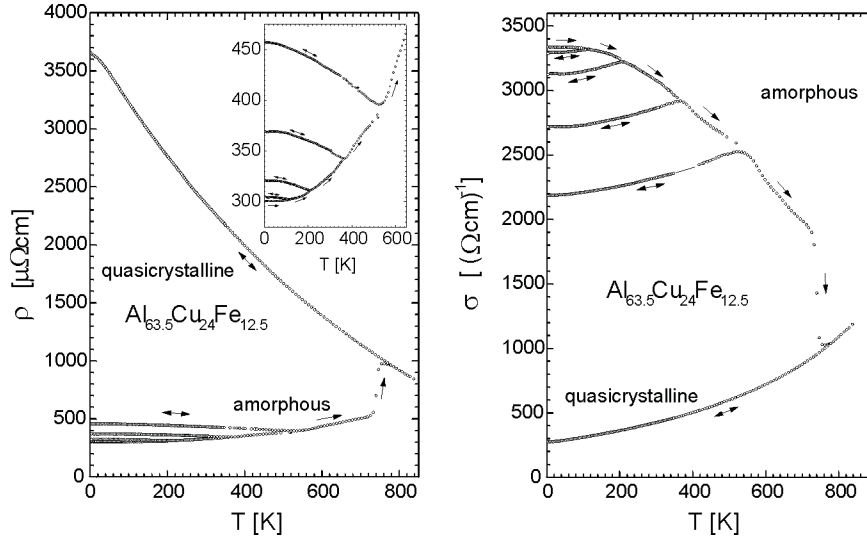 4000
3500
3000
2500
2000
1500
1000
500
0
ρ [μΩcm]
0 200 400 600 800
T [K]
450
400
350
300
0 200 400 600
T [K]
quasicrystalline
Al63.5Cu24Fe12.5
amorphous
3500
3000
2500
2000
1500
1000
500
0
σ [(Ωcm)-1]
0 200 400 600 800
T [K]
amorphous
Al63.5Cu24Fe12.5
quasicrystalline